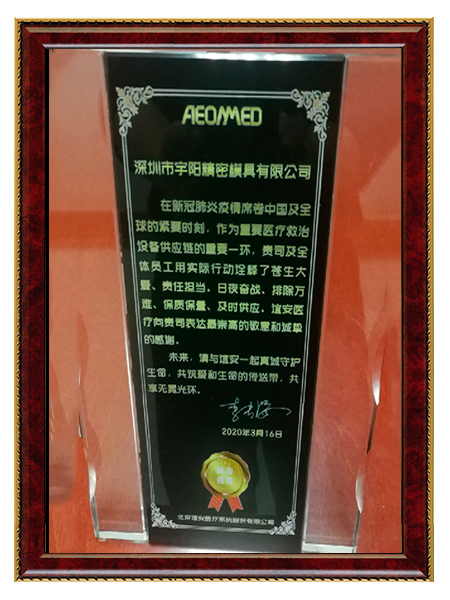 AEONMED
深圳市宇阳精密模具有限公司
在新冠肺炎疫情席卷中国及全
球的紧要时刻，作为重要医疗救治
设备供应链的重要一环，贵司及全
体员工用实际行动诠释了苍生大
爱、责任担当，日夜奋战、排除万
难、保质保量、及时供应。谊安医
疗向贵司表达最崇高的敬意和诚挚
的感谢。
未来，请与谊安一起真诚守护
生命，共筑爱和生命的传送带，共
享无冕光环。
2020年3月16日
北京谊安医疗系统股份有限公司